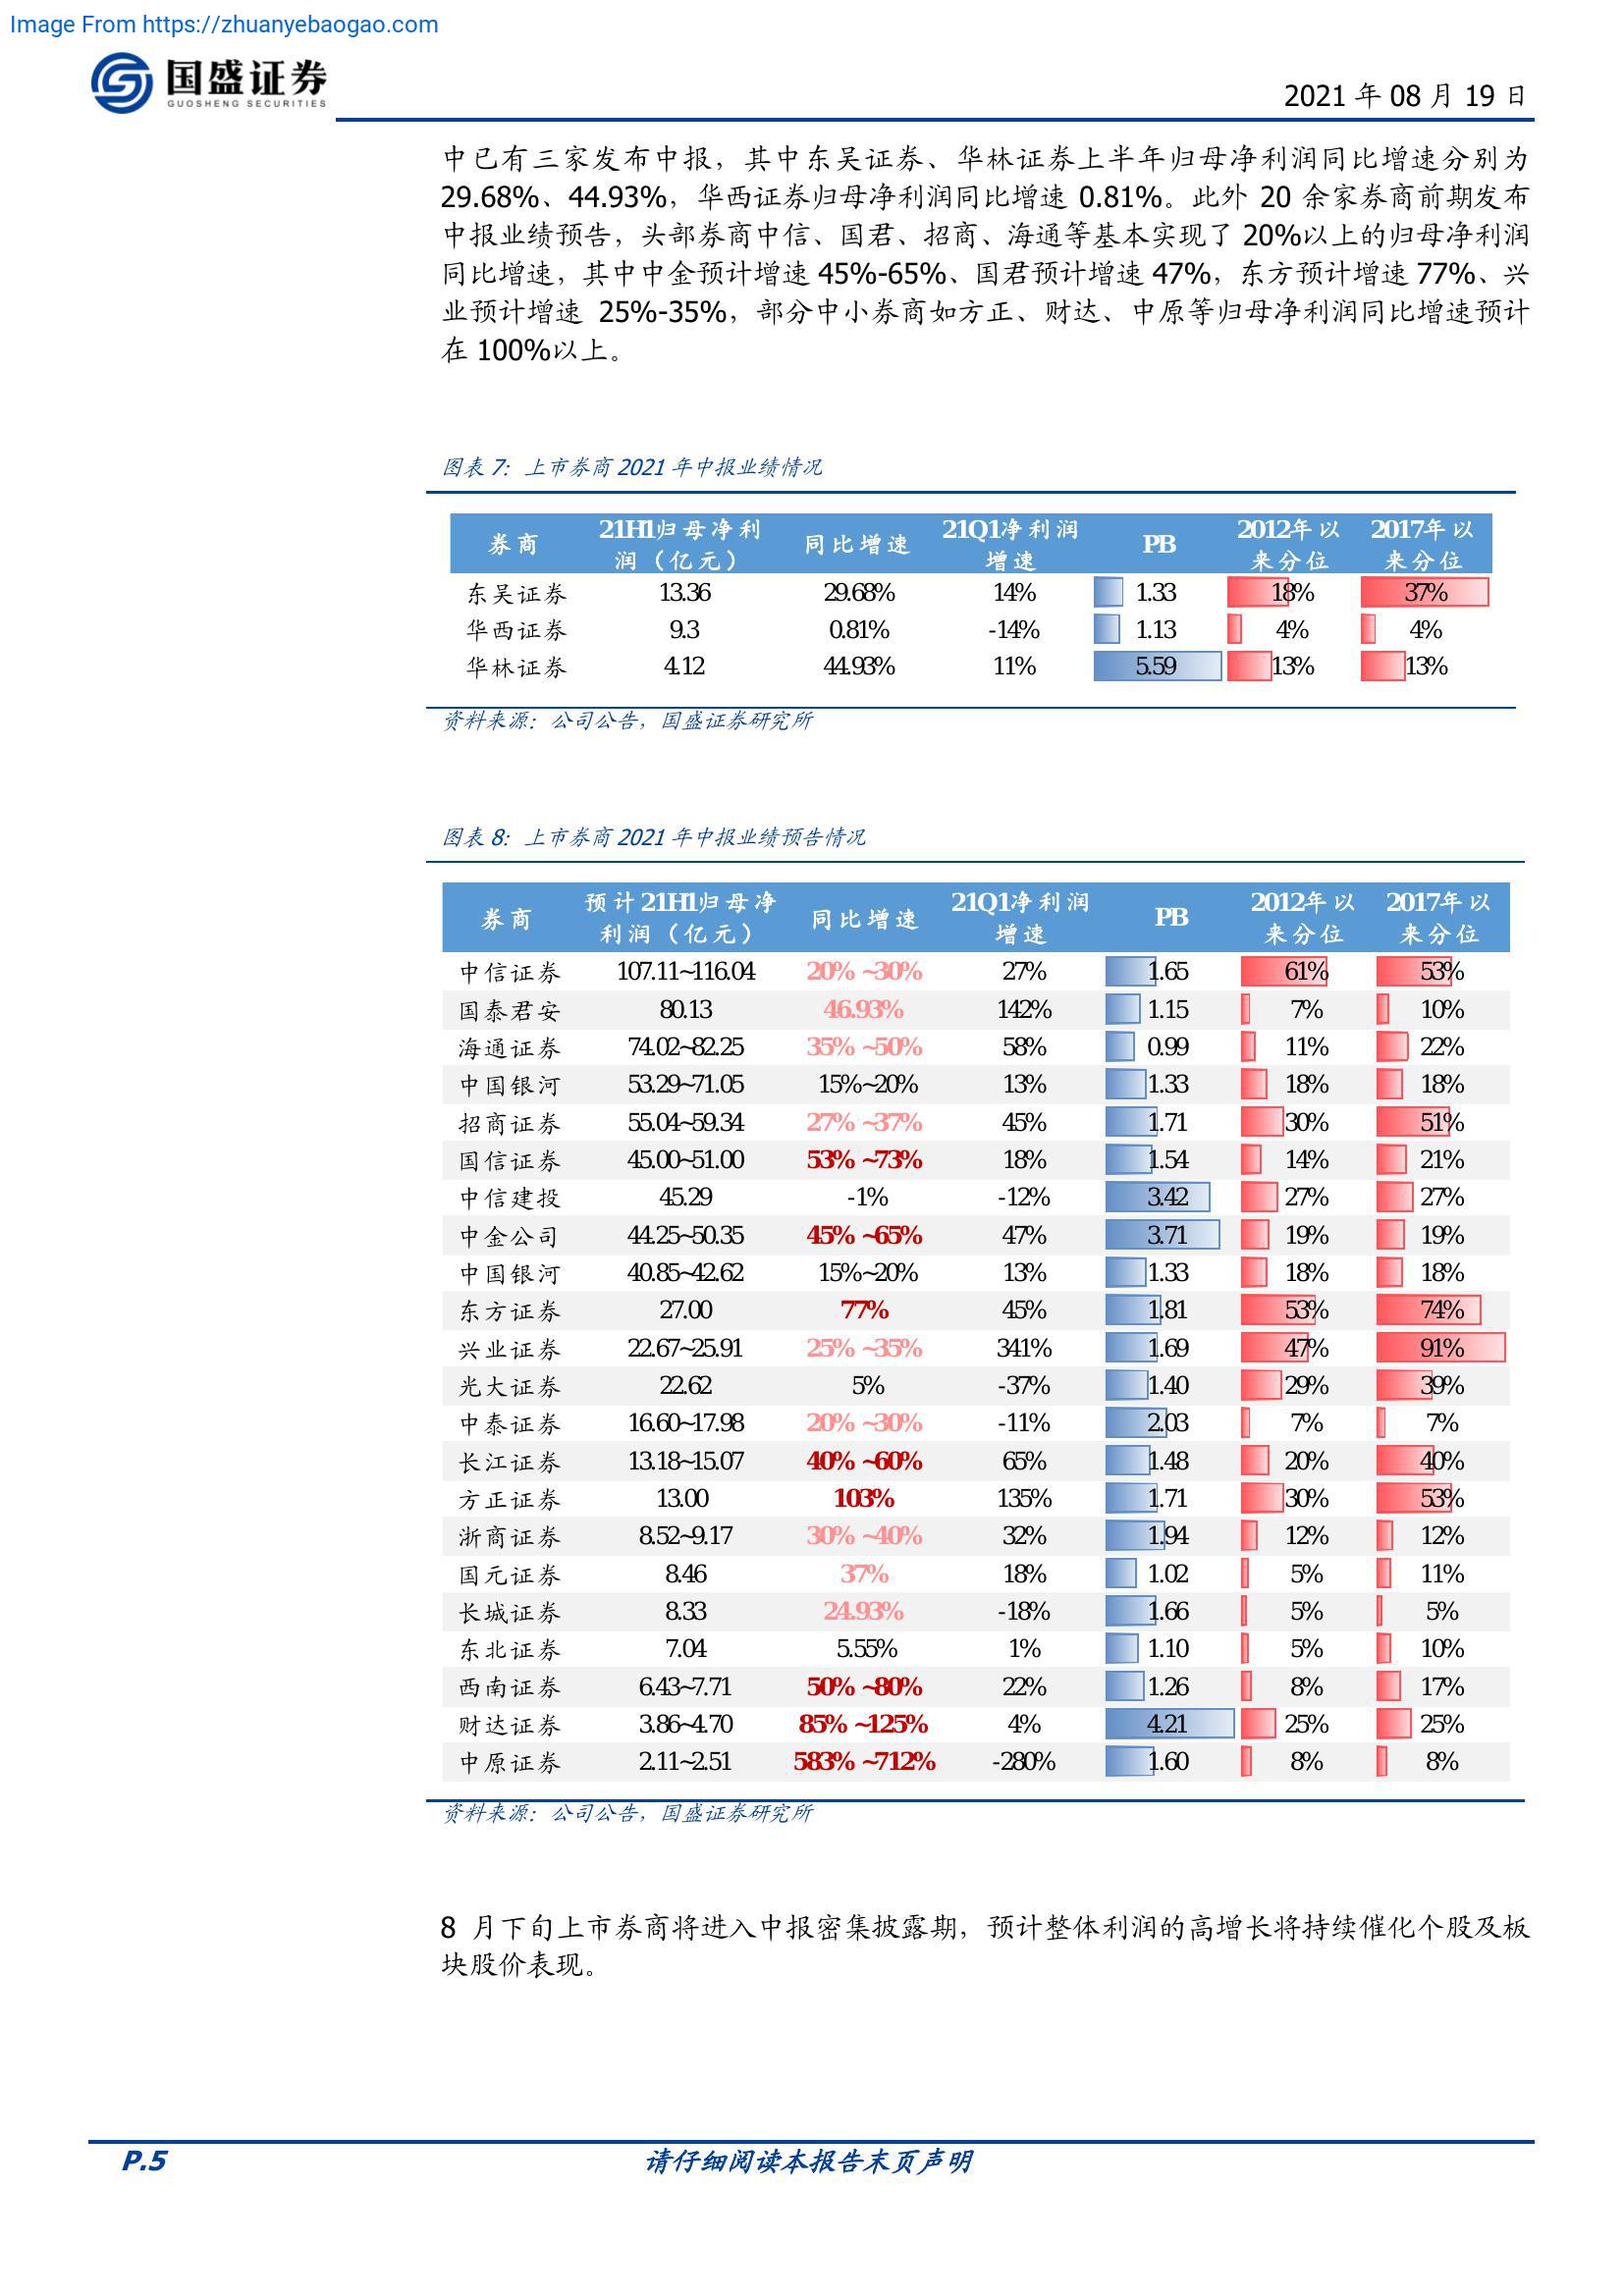 Image From https://zhuanyebaogao.com
国盛证券
GUOSHENG SECURITIES
2021 年 08 月 19 日
中已有三家发布中报，其中东吴证券、华林证券上半年归母净利润同比增速分别为
29.68%、44.93%，华西证券归母净利润同比增速 0.81%。此外 20 余家券商前期发布
中报业绩预告，头部券商中信、国君、招商、海通等基本实现了 20%以上的归母净利润
同比增速，其中中金预计增速 45%-65%、国君预计增速 47%，东方预计增速 77%、兴
业预计增速 25%-35%，部分中小券商如方正、财达、中原等归母净利润同比增速预计
在 100%以上。
图表 7：上市券商 2021 年中报业绩情况
券商 21H1归母净利润（亿元） 同比增速 21Q1净利润增速 PB 2012年以来分位 2017年以来分位
东吴证券 13.36 29.68% 14% 1.33 18% 37%
华西证券 9.3 0.81% -14% 1.13 4% 4%
华林证券 4.12 44.93% 11% 5.59 13% 13%
资料来源：公司公告，国盛证券研究所
图表 8：上市券商 2021 年中报业绩预告情况
券商 预计21H1归母净利润（亿元） 同比增速 21Q1净利润增速 PB 2012年以来分位 2017年以来分位
中信证券 107.11~116.04 20% ~30% 27% 1.65 61% 53%
国泰君安 80.13 46.93% 142% 1.15 7% 10%
海通证券 74.02~82.25 35% ~50% 58% 0.99 11% 22%
中国银河 53.29~71.05 15%~20% 13% 1.33 18% 18%
招商证券 55.04~59.34 27% ~37% 45% 1.71 30% 51%
国信证券 45.00~51.00 53% ~73% 18% 1.54 14% 21%
中信建投 45.29 -1% -12% 3.42 27% 27%
中金公司 44.25~50.35 45% ~65% 47% 3.71 19% 19%
中国银河 40.85~42.62 15%~20% 13% 1.33 18% 18%
东方证券 27.00 77% 45% 1.81 53% 74%
兴业证券 22.67~25.91 25% ~35% 341% 1.69 47% 91%
光大证券 22.62 5% -37% 1.40 29% 39%
中泰证券 16.60~17.98 20% ~30% -11% 2.03 7% 7%
长江证券 13.18~15.07 40% ~60% 65% 1.48 20% 40%
方正证券 13.00 103% 135% 1.71 30% 53%
浙商证券 8.52~9.17 30% ~40% 32% 1.94 12% 12%
国元证券 8.46 37% 18% 1.02 5% 11%
长城证券 8.33 24.93% -18% 1.66 5% 5%
东北证券 7.04 5.55% 1% 1.10 5% 10%
西南证券 6.43~7.71 50% ~80% 22% 1.26 8% 17%
财达证券 3.86~4.70 85% ~125% 4% 4.21 25% 25%
中原证券 2.11~2.51 583% ~712% -280% 1.60 8% 8%
资料来源：公司公告，国盛证券研究所
8 月下旬上市券商将进入中报密集披露期，预计整体利润的高增长将持续催化个股及板
块股价表现。
P.5
请仔细阅读本报告末页声明